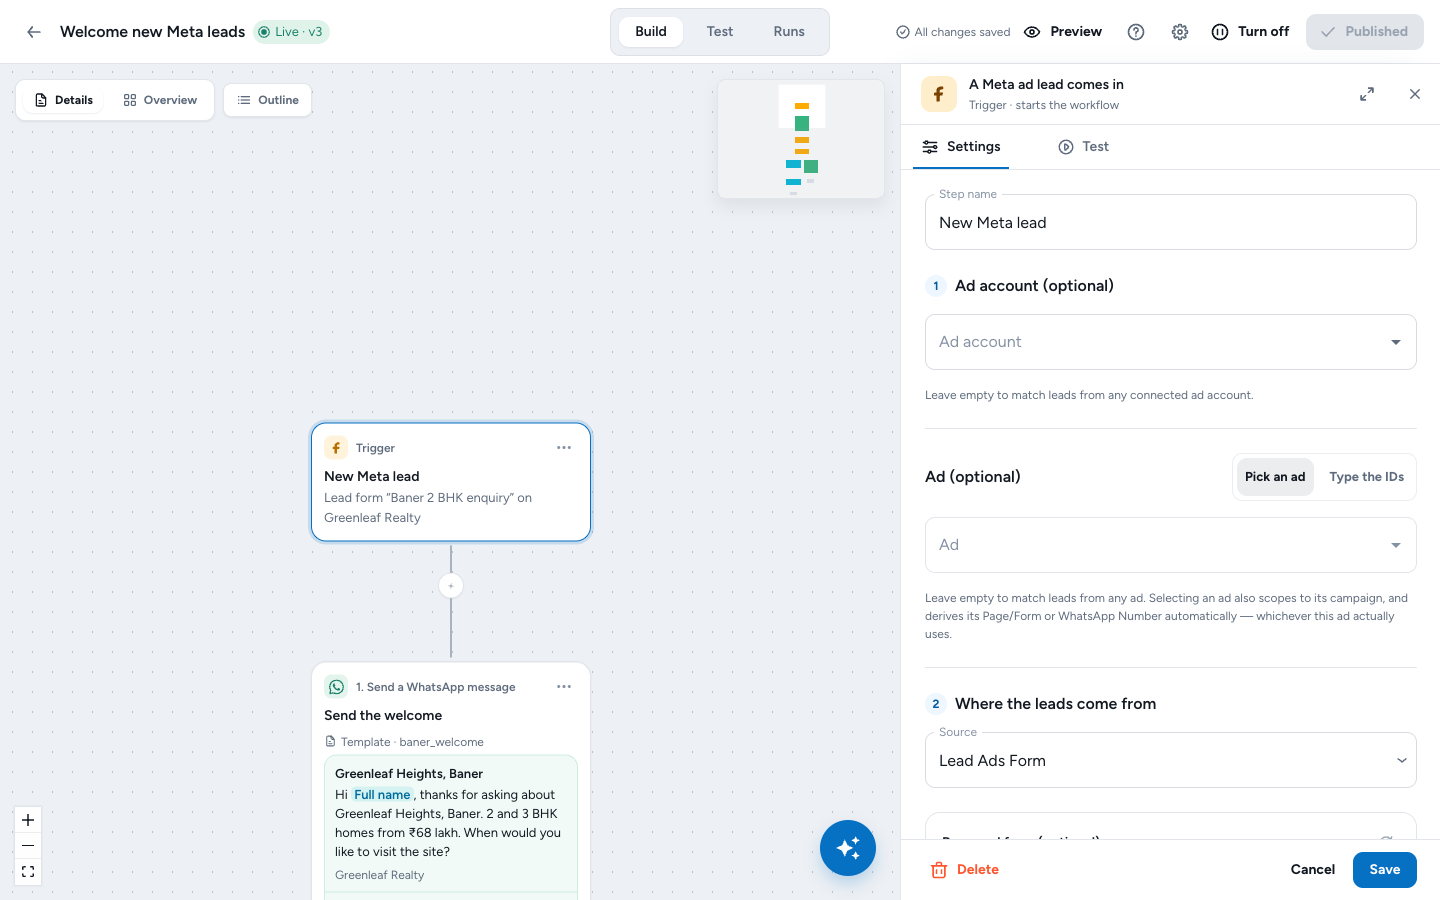 Welcome new Meta leads
Live · v3
Build
Test
Runs
All changes saved
Preview
Turn off
Published
Details
Overview
Outline
A Meta ad lead comes in
Trigger · starts the workflow
Settings
Test
Step name
New Meta lead
1
Ad account (optional)
Ad account
Leave empty to match leads from any connected ad account.
Ad (optional)
Pick an ad
Type the IDs
Ad
Leave empty to match leads from any ad. Selecting an ad also scopes to its campaign, and
derives its Page/Form or WhatsApp Number automatically — whichever this ad actually
uses.
2
Where the leads come from
Source
Lead Ads Form
Delete
Cancel
Save
Trigger
New Meta lead
Lead form “Baner 2 BHK enquiry” on
Greenleaf Realty
1. Send a WhatsApp message
Send the welcome
Template · baner_welcome
Greenleaf Heights, Baner
Hi Full name, thanks for asking about
Greenleaf Heights, Baner. 2 and 3 BHK
homes from ₹68 lakh. When would you
like to visit the site?
Greenleaf Realty